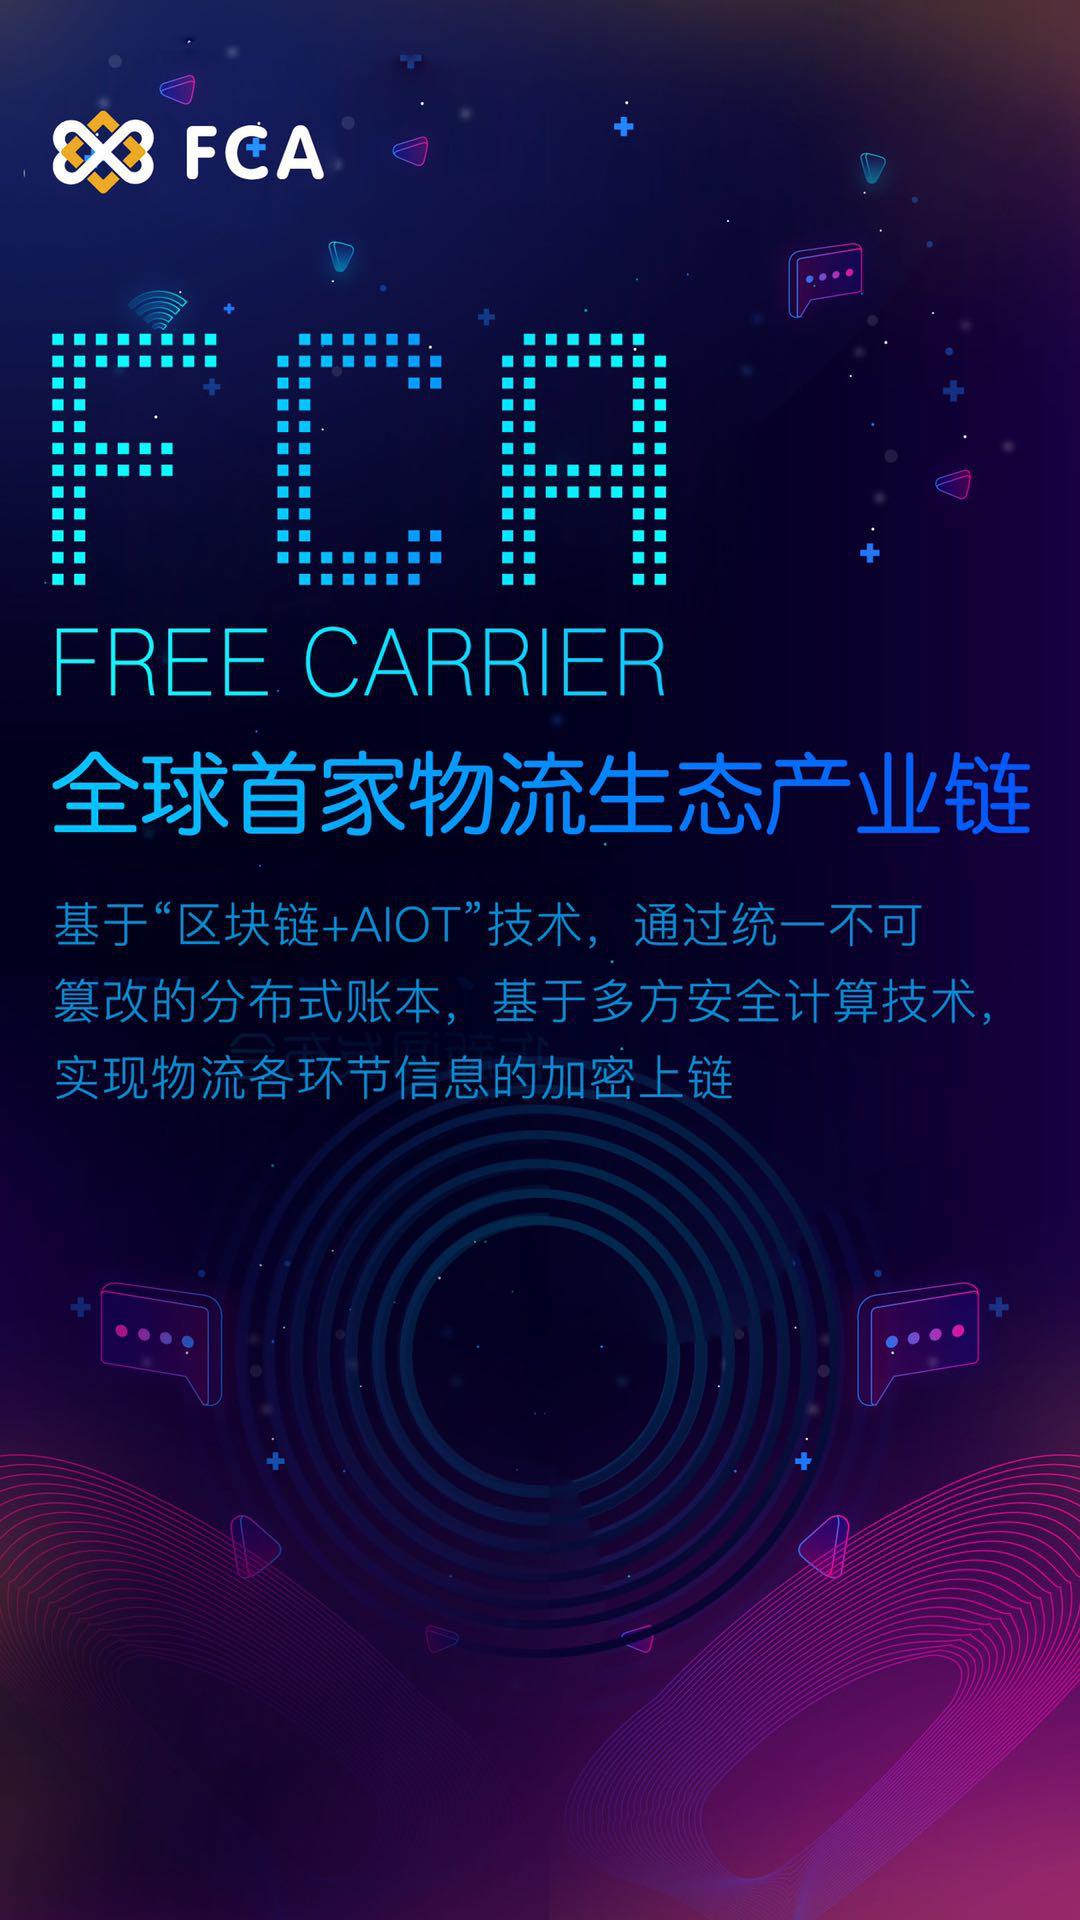 FCA
FCA
FREE CARRIER
全球首家物流生态产业链
基于“区块链+AIOT”技术，通过统一不可
篡改的分布式账本，基于多方安全计算技术，
实现物流各环节信息的加密上链